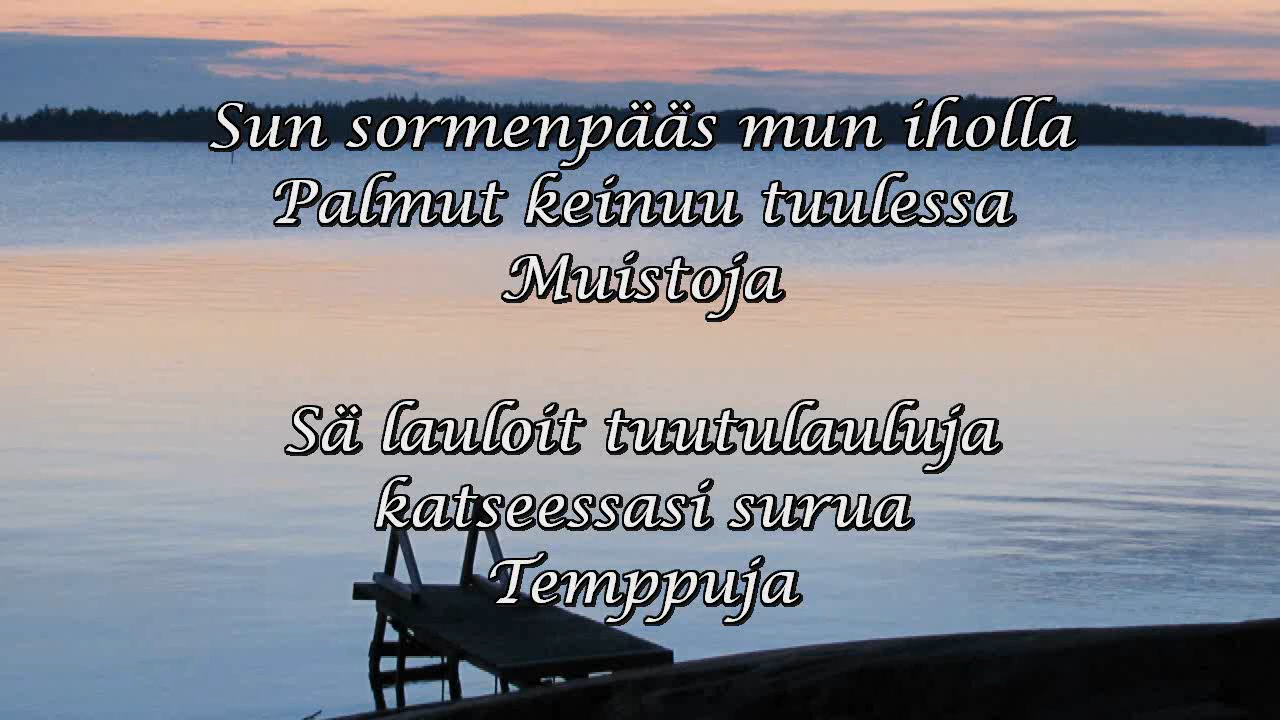 Sun sormenpääs mun iholla
Palmut keinuu tuulessa
Muistoja
Sä lauloit tuutulauluja
katseessasi surua
Temppuja